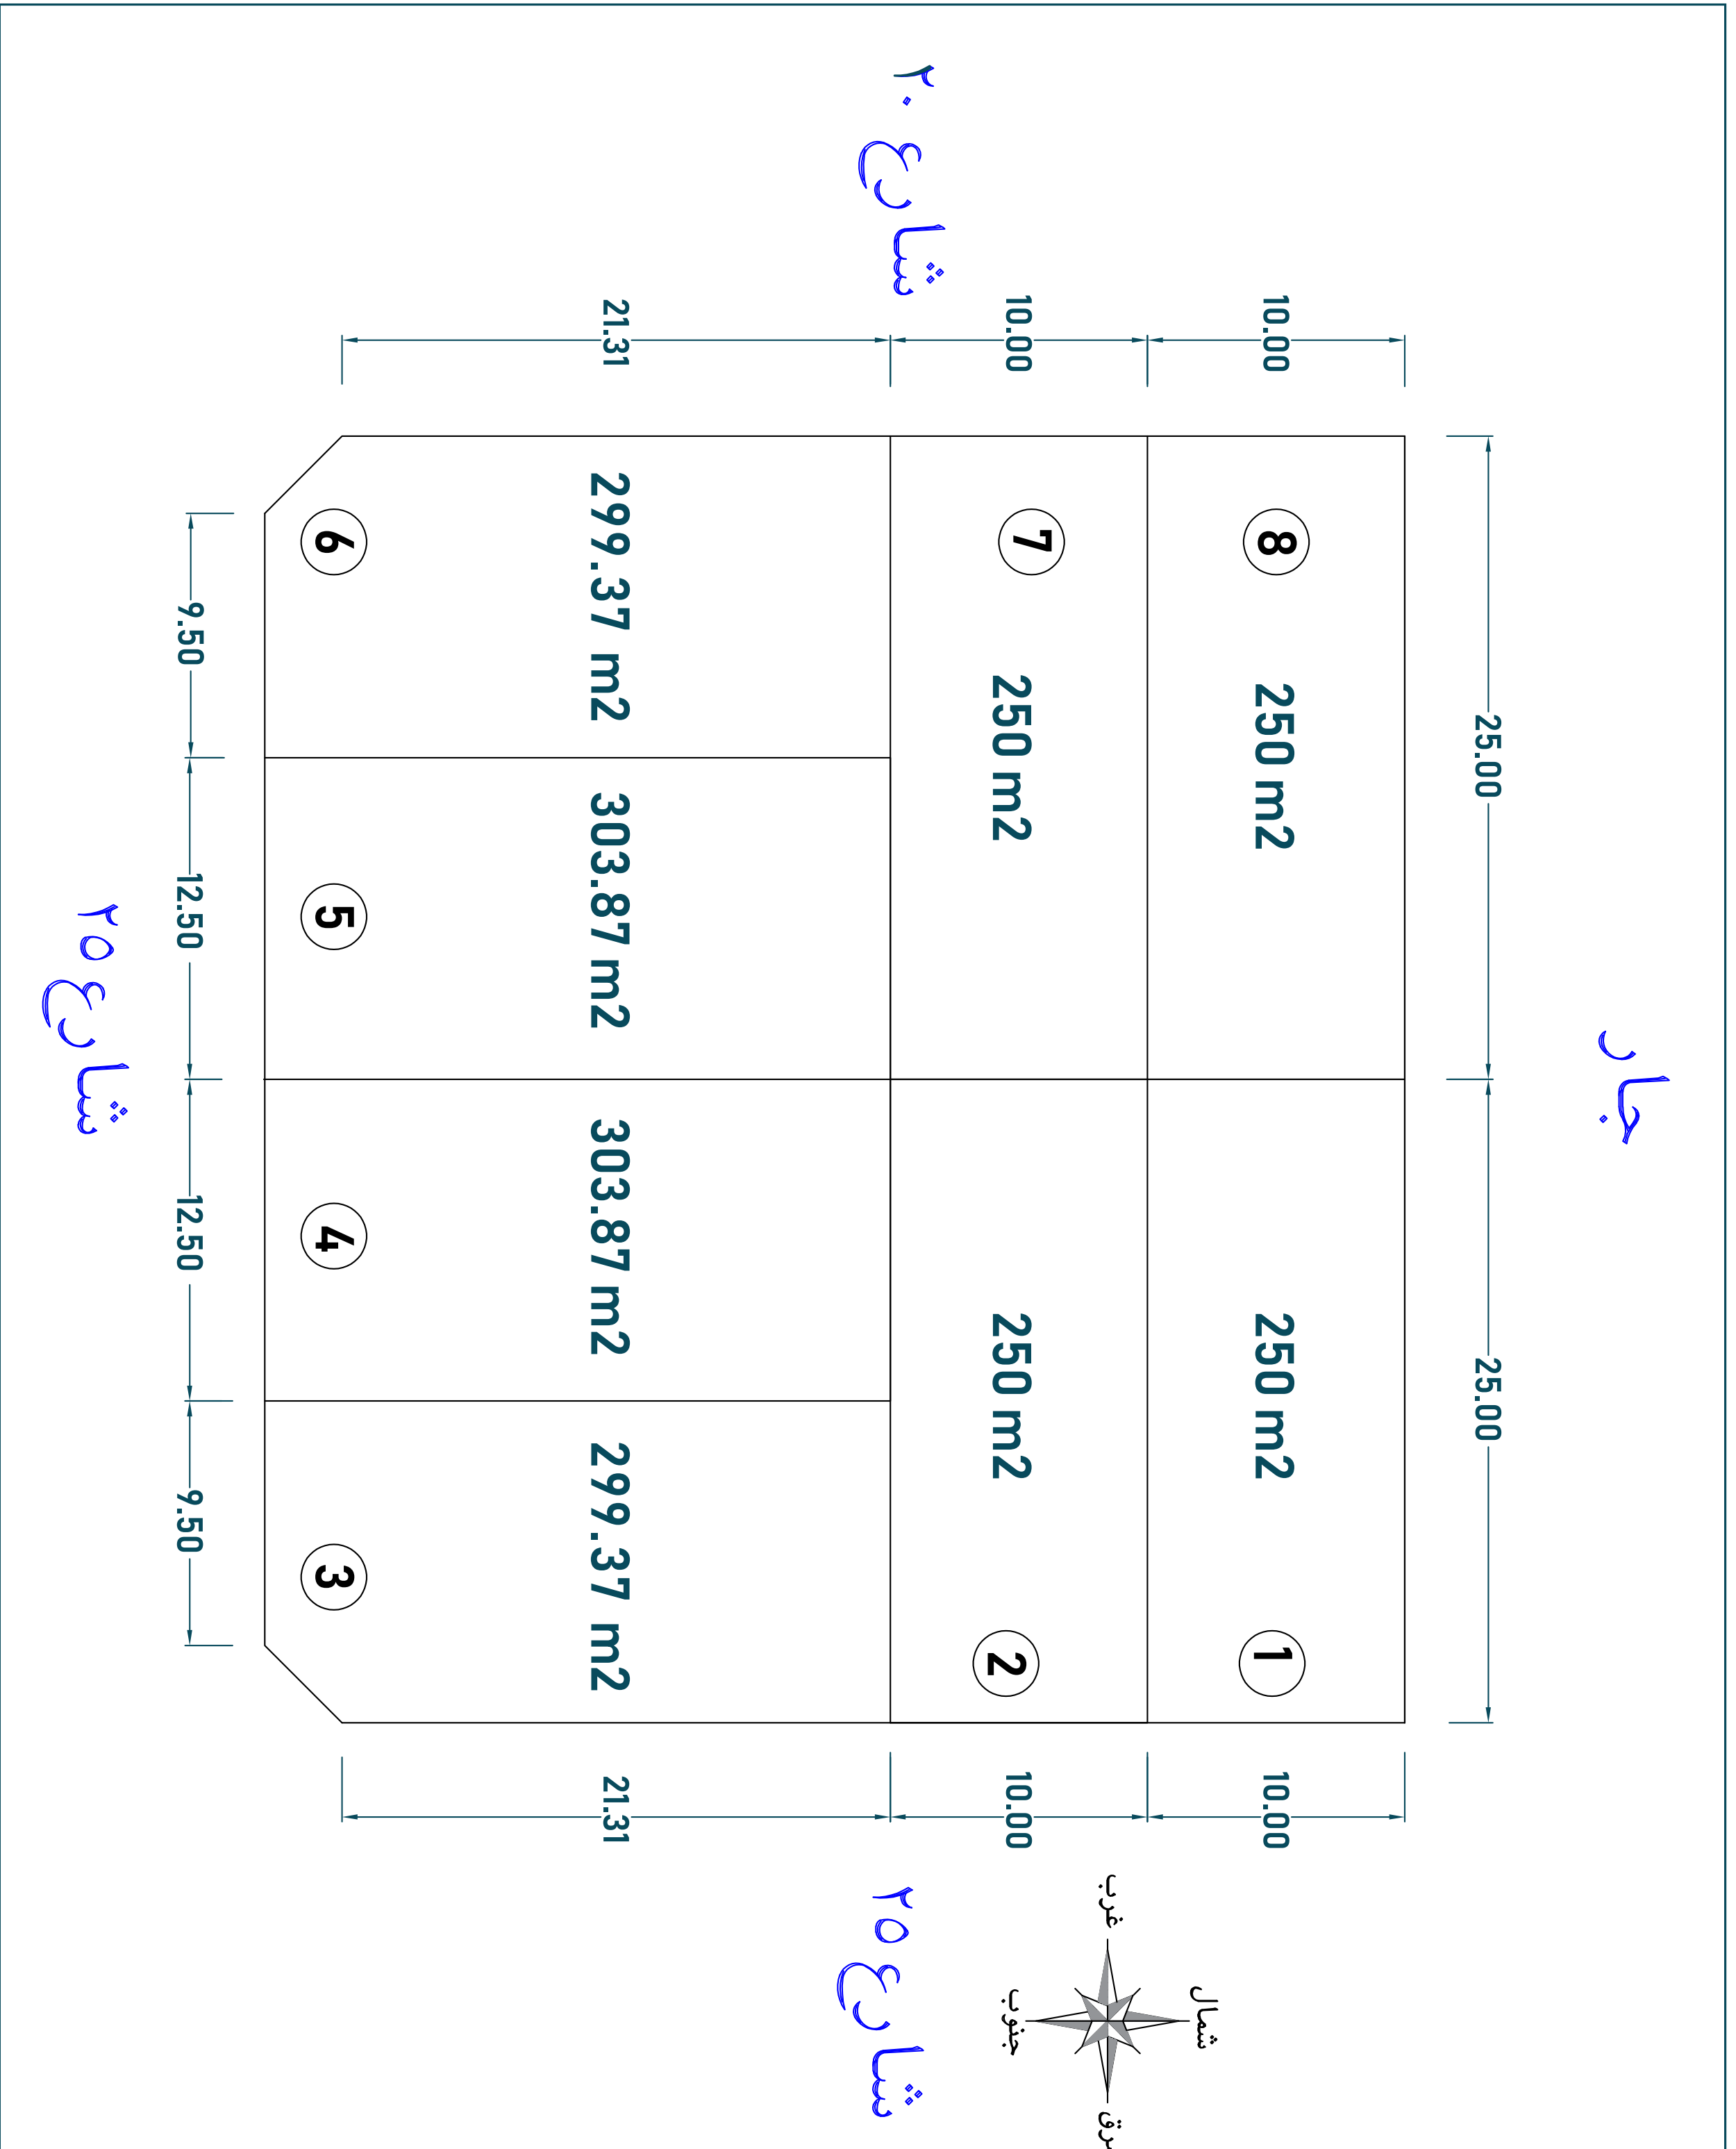 جار
25.00 25.00
10.00 8 250 m2 250 m2 1 10.00
شمال
غرب
جنوب
10.00 7 250 m2 250 m2 2 10.00
شارع ٢٠
شارع ٢٥
21.31 299.37 m2 303.87 m2 303.87 m2 299.37 m2 21.31
6 5 4 3
9.50 12.50 12.50 9.50
شارع ٢٥